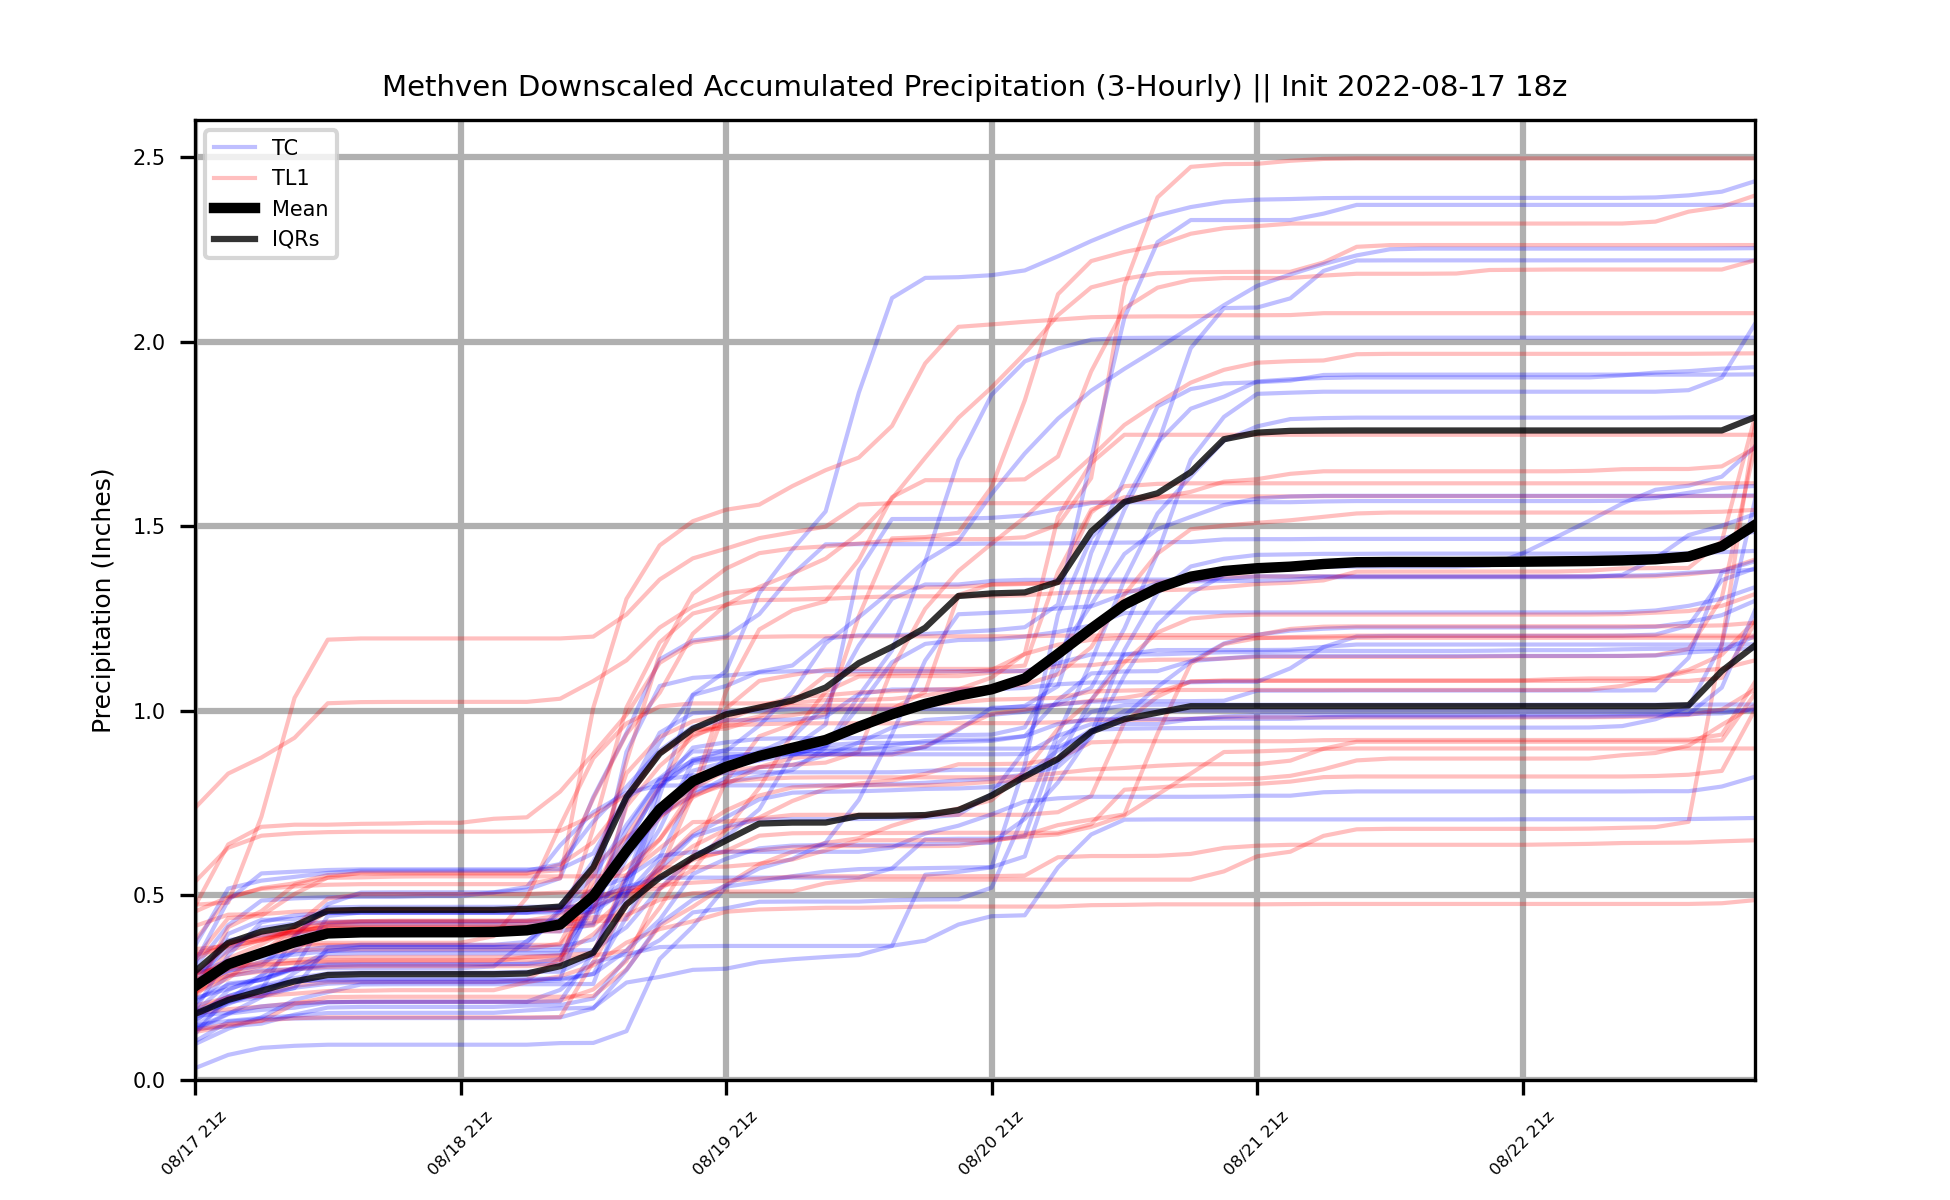 Methven Downscaled Accumulated Precipitation (3-Hourly) || Init 2022-08-17 18z
TC
TL1
Mean
IQRs
Precipitation (Inches)
2.5
2.0
1.5
1.0
0.5
0.0
08/17 21z
08/18 21z
08/19 21z
08/20 21z
08/21 21z
08/22 21z